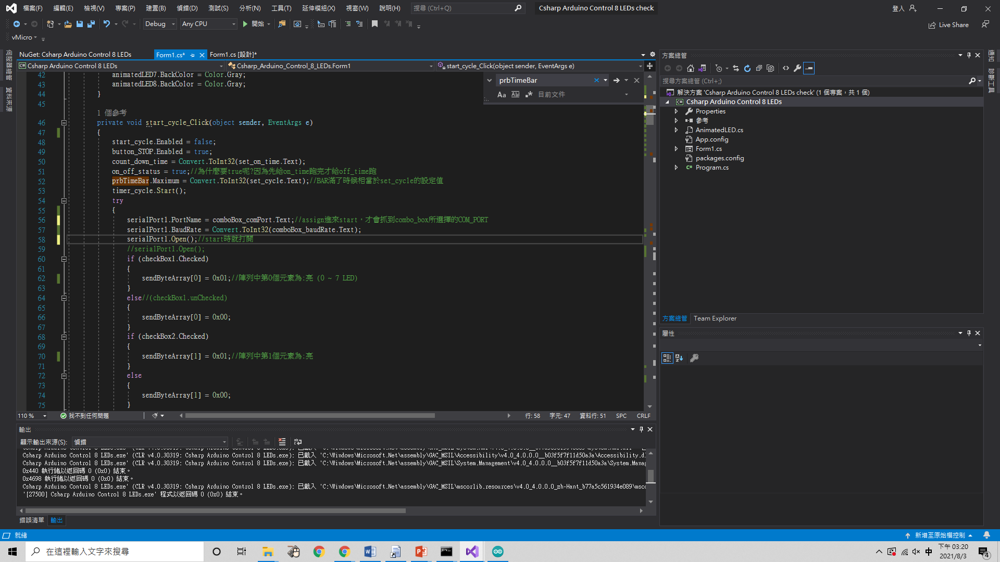 檔案(F) 編輯(E) 檢視(V) 專案(P) 建置(B) 偵錯(D) 測試(S) 分析(N) 工具(T) 延伸模組(X) 視窗(W) 說明(H) 搜尋 (Ctrl+Q) Csharp Arduino Control 8 LEDs check 登入
Debug Any CPU 開始 Live Share
vMicro
伺服器總管
資料來源
NuGet: Csharp Arduino Control 8 LEDs Form1.cs* Form1.cs [設計]*
Csharp Arduino Control 8 LEDs Csharp_Arduino_Control_8_LEDs.Form1 start_cycle_Click(object sender, EventArgs e)
prbTimeBar
Aa Ab 目前文件
42 animatedLED7.BackColor = Color.Gray;
43 animatedLED8.BackColor = Color.Gray;
44 }
45
1 個參考
46 private void start_cycle_Click(object sender, EventArgs e)
47 {
48 start_cycle.Enabled = false;
49 button_STOP.Enabled = true;
50 count_down_time = Convert.ToInt32(set_on_time.Text);
51 on_off_status = true;//為什麼要true呢?因為先給on_time跑完才給off_time跑
52 prbTimeBar.Maximum = Convert.ToInt32(set_cycle.Text);//BAR滿了時候相當於set_cycle的設定值
53 timer_cycle.Start();
54 try
55 {
56 serialPort1.PortName = comboBox_comPort.Text;//assign進來start，才會抓到combo_box所選擇的COM_PORT
57 serialPort1.BaudRate = Convert.ToInt32(comboBox_baudRate.Text);
58 serialPort1.Open();//start時就打開
59 //serialPort1.Open();
60 if (checkBox1.Checked)
61 {
62 sendByteArray[0] = 0x01;//陣列中第0個元素為:亮 (0 ~ 7 LED)
63 }
64 else//(checkBox1.unChecked)
65 {
66 sendByteArray[0] = 0x00;
67 }
68 if (checkBox2.Checked)
69 {
70 sendByteArray[1] = 0x01;//陣列中第1個元素為:亮
71 }
72 else
73 {
74 sendByteArray[1] = 0x00;
75 }
110 % 找不到任何問題 行: 58 字元: 47 資料行: 51 SPC CRLF
輸出
顯示輸出來源(S): 偵錯
Csharp Arduino Control 8 LEDs.exe' (CLR v4.0.30319: Csharp Arduino Control 8 LEDs.exe): 已載入 'C:\Windows\Microsoft.Net\assembly\GAC_MSIL\Accessibility\v4.0_4.0.0.0__b03f5f7f11d50a3a\Accessibility.d
Csharp Arduino Control 8 LEDs.exe' (CLR v4.0.30319: Csharp Arduino Control 8 LEDs.exe): 已載入 'C:\Windows\Microsoft.Net\assembly\GAC_MSIL\System.Management\v4.0_4.0.0.0__b03f5f7f11d50a3a\System.Manag
0x440 執行緒以返回碼 0 (0x0) 結束。
0x4698 執行緒以返回碼 0 (0x0) 結束。
Csharp Arduino Control 8 LEDs.exe' (CLR v4.0.30319: Csharp Arduino Control 8 LEDs.exe): 已載入 'C:\Windows\Microsoft.Net\assembly\GAC_MSIL\mscorlib.resources\v4.0_4.0.0.0_zh-Hant_b77a5c561934e089\msco
'[27500] Csharp Arduino Control 8 LEDs.exe' 程式以返回碼 0 (0x0) 結束。
錯誤清單 輸出
方案總管
搜尋方案總管 (Ctrl+;)
解決方案 'Csharp Arduino Control 8 LEDs check' (1 個專案，共 1 個)
C# Csharp Arduino Control 8 LEDs
Properties
參考
AnimatedLED.cs
App.config
Form1.cs
packages.config
C# Program.cs
方案總管 Team Explorer
屬性
通知
診斷工具
就緒 新增至原始檔控制
在這裡輸入文字來搜尋 中 下午 03:20
2021/8/3
4